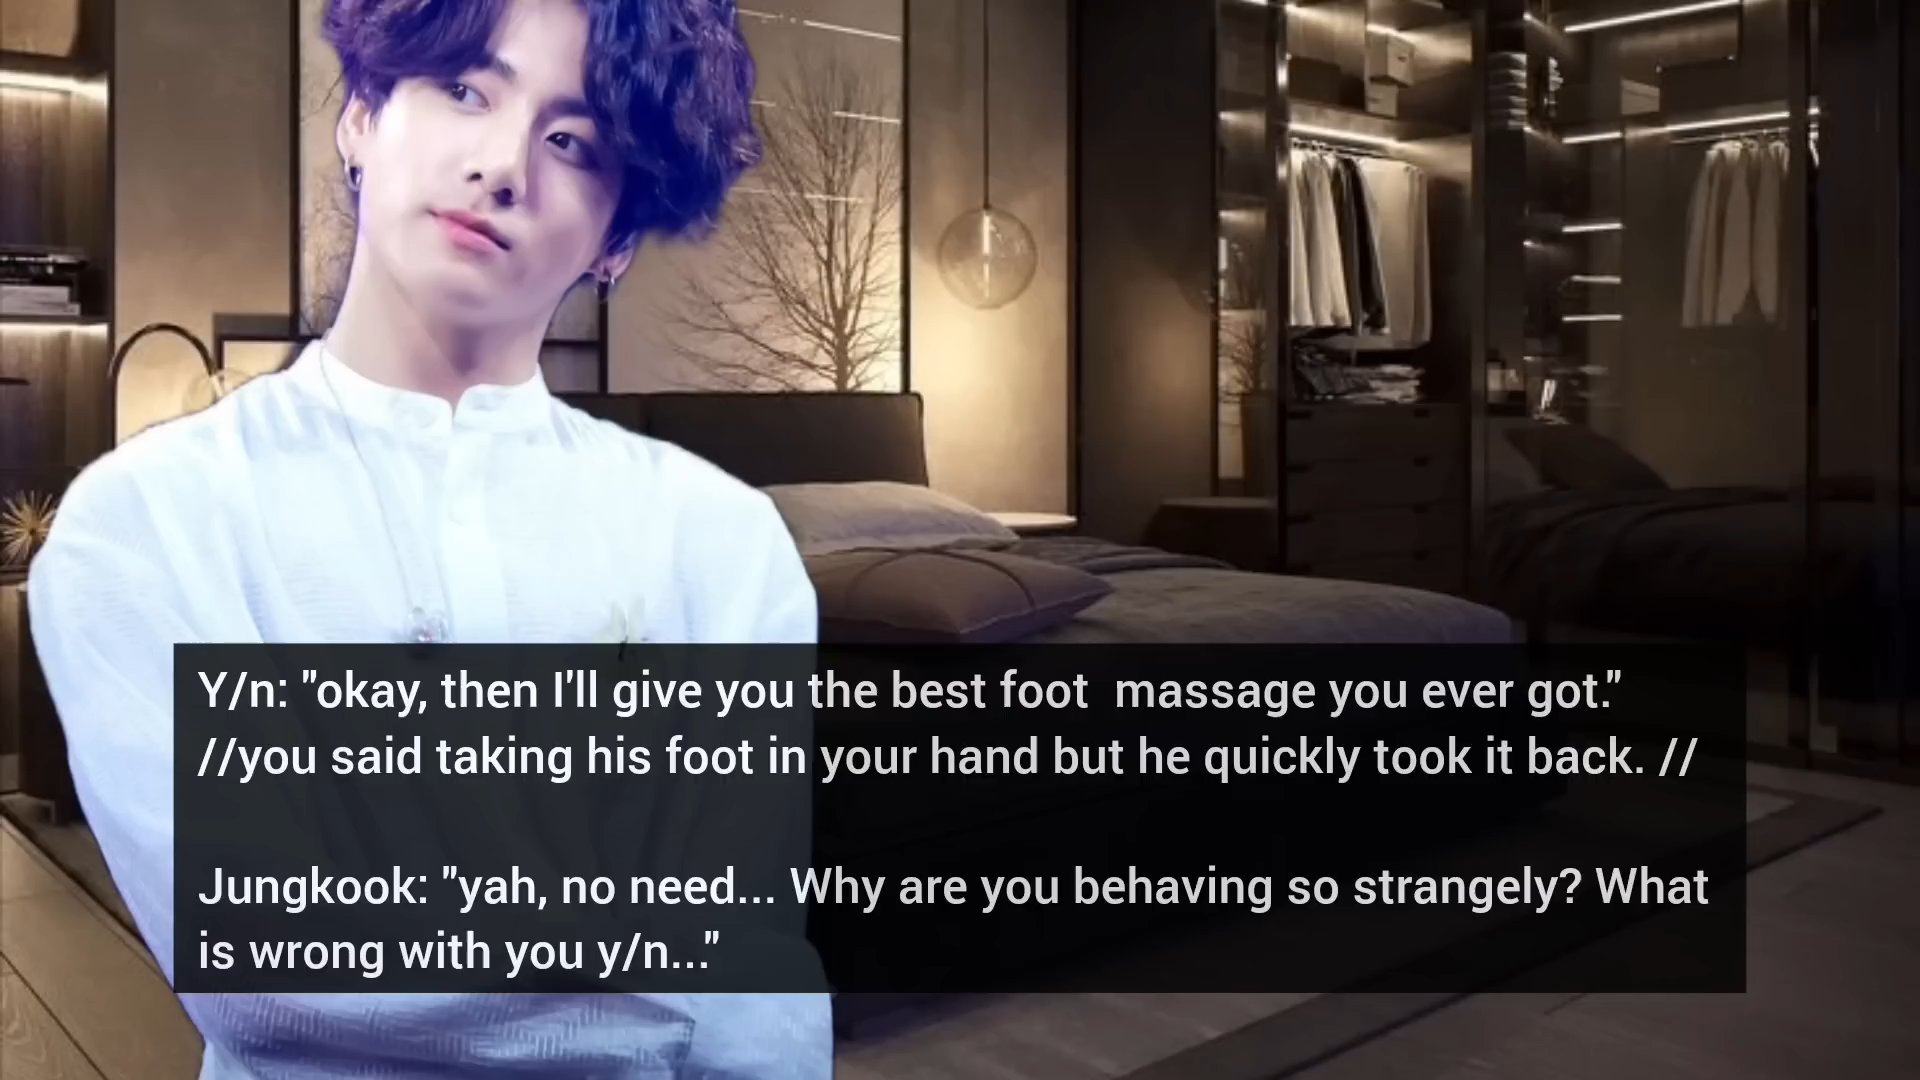 Y/n: "okay, then I'll give you the best foot  massage you ever got."
//you said taking his foot in your hand but he quickly took it back. //
Jungkook: "yah, no need... Why are you behaving so strangely? What
is wrong with you y/n..."